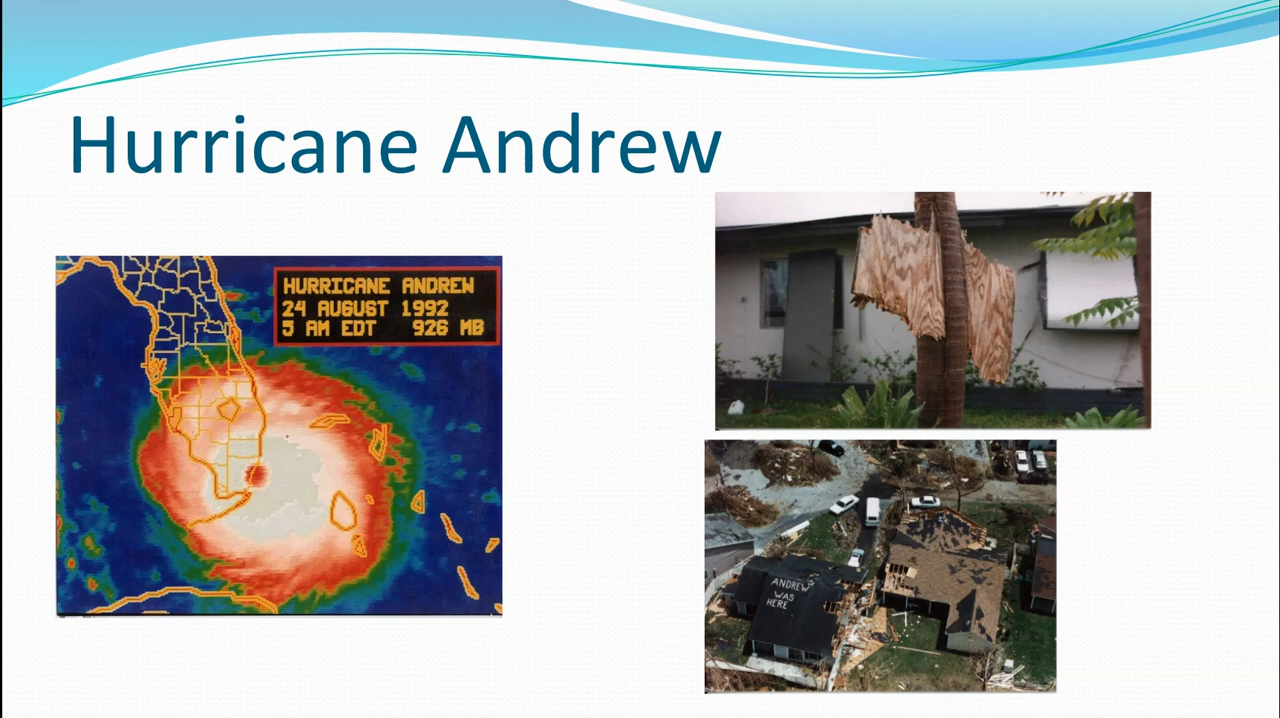 Hurricane Andrew
HURRICANE ANDREW
24 AUGUST 1992
5 AM EDT 926 MB
ANDREW
WAS
HERE